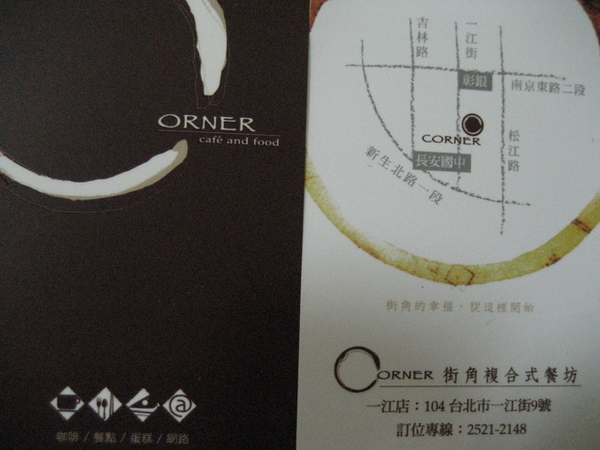 ORNER
café and food
@
咖啡 / 餐點 / 蛋糕 / 網路
吉林路
一江街
彰銀
南京東路二段
CORNER
松江路
長安國中
新生北路一段
街角的幸福，從這裡開始
CORNER 街角複合式餐坊
一江店：104 台北市一江街9號
訂位專線：2521-2148